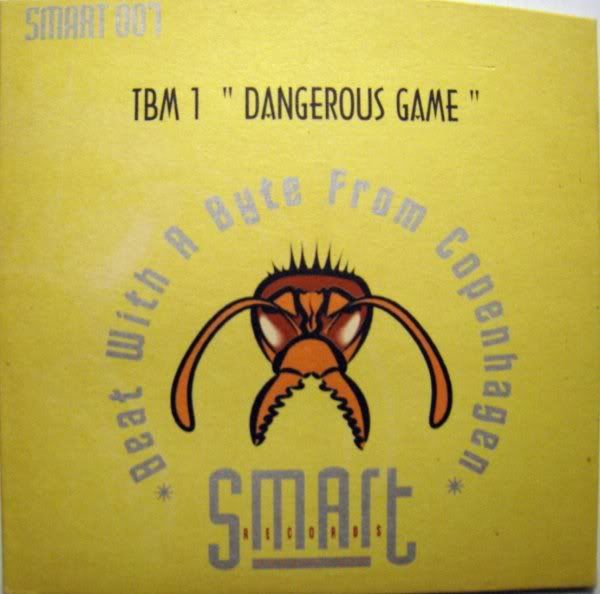 SMART 007
TBM 1 " DANGEROUS GAME "
* Beat With A Byte From Copenhagen *
SMArt
RECORDS